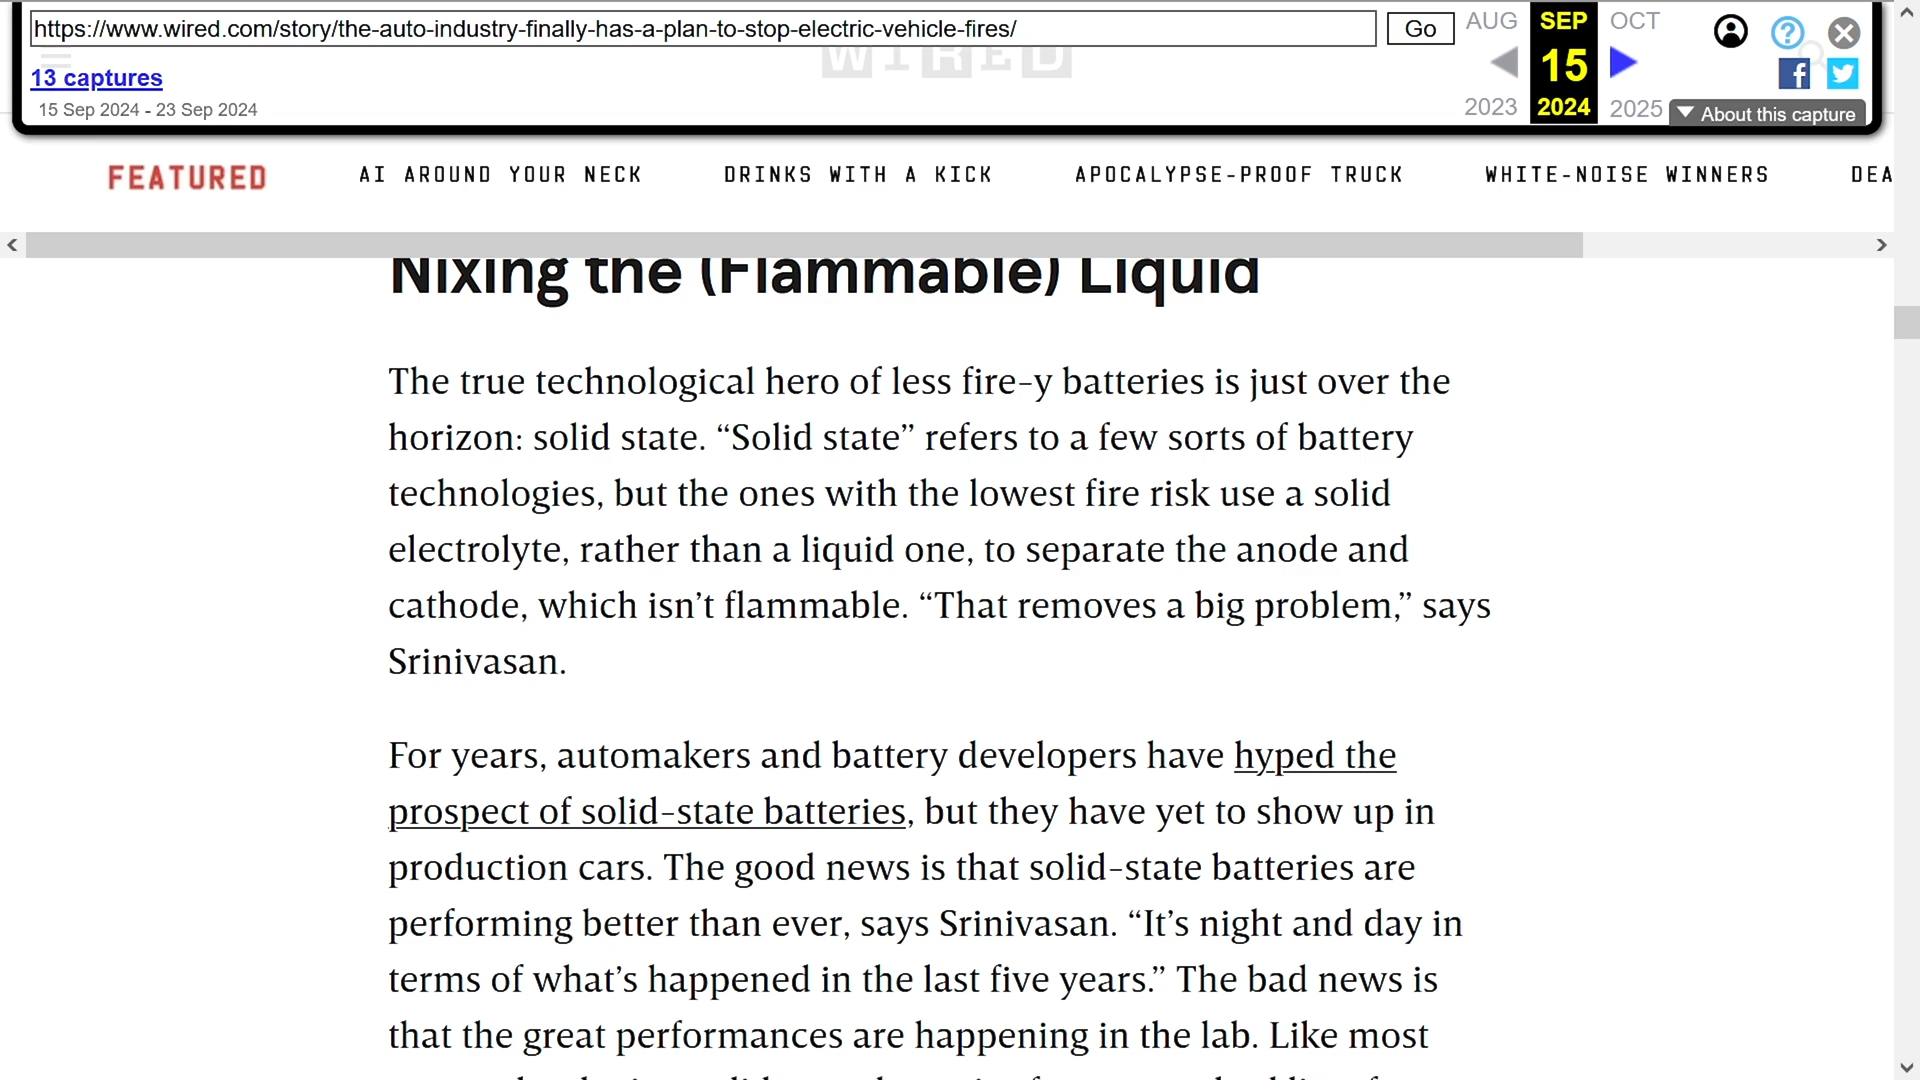 https://www.wired.com/story/the-auto-industry-finally-has-a-plan-to-stop-electric-vehicle-fires/
Go
AUG
SEP
OCT
15
13 captures
15 Sep 2024 - 23 Sep 2024
2023
2024
2025
About this capture
WIRED
FEATURED
AI AROUND YOUR NECK
DRINKS WITH A KICK
APOCALYPSE-PROOF TRUCK
WHITE-NOISE WINNERS
DEA
Nixing the (Flammable) Liquid
The true technological hero of less fire-y batteries is just over the
horizon: solid state. “Solid state” refers to a few sorts of battery
technologies, but the ones with the lowest fire risk use a solid
electrolyte, rather than a liquid one, to separate the anode and
cathode, which isn’t flammable. “That removes a big problem,” says
Srinivasan.
For years, automakers and battery developers have hyped the
prospect of solid-state batteries, but they have yet to show up in
production cars. The good news is that solid-state batteries are
performing better than ever, says Srinivasan. “It’s night and day in
terms of what’s happened in the last five years.” The bad news is
that the great performances are happening in the lab. Like most